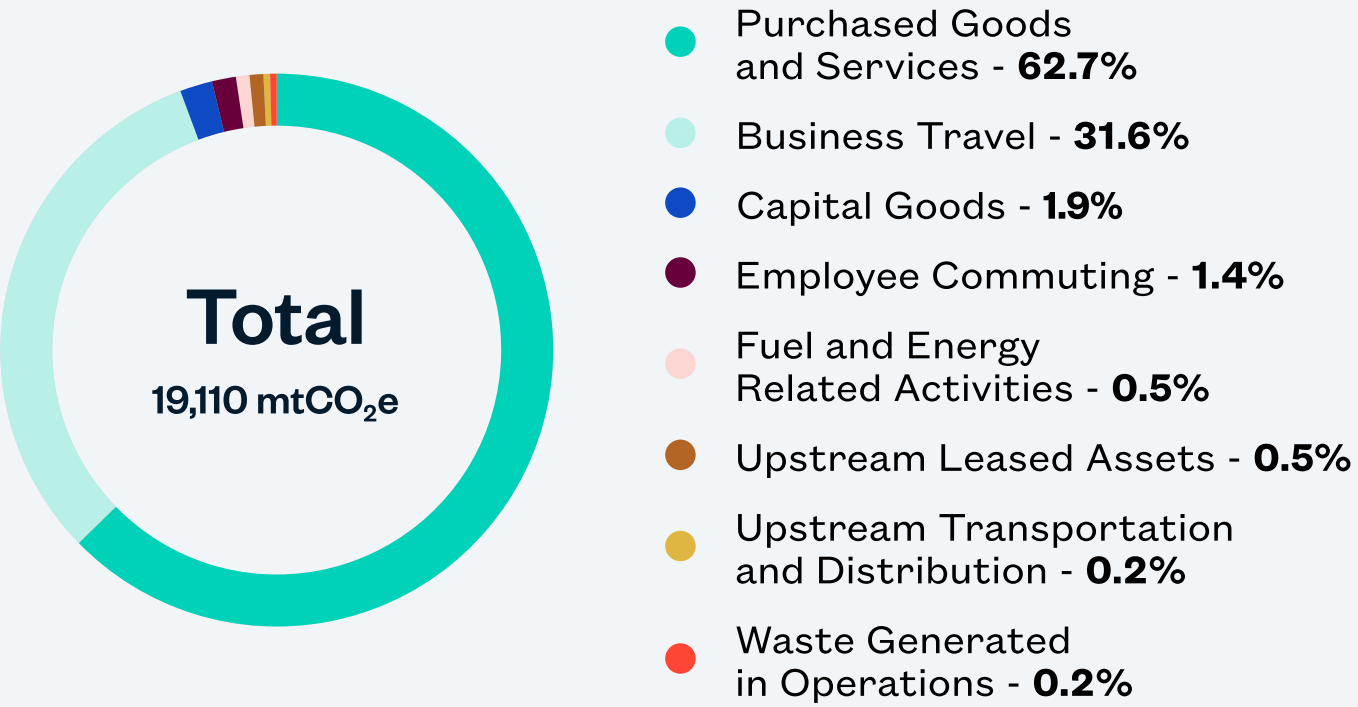 Total
19,110 mtCO₂e
Purchased Goods
and Services - 62.7%
Business Travel - 31.6%
Capital Goods - 1.9%
Employee Commuting - 1.4%
Fuel and Energy
Related Activities - 0.5%
Upstream Leased Assets - 0.5%
Upstream Transportation
and Distribution - 0.2%
Waste Generated
in Operations - 0.2%